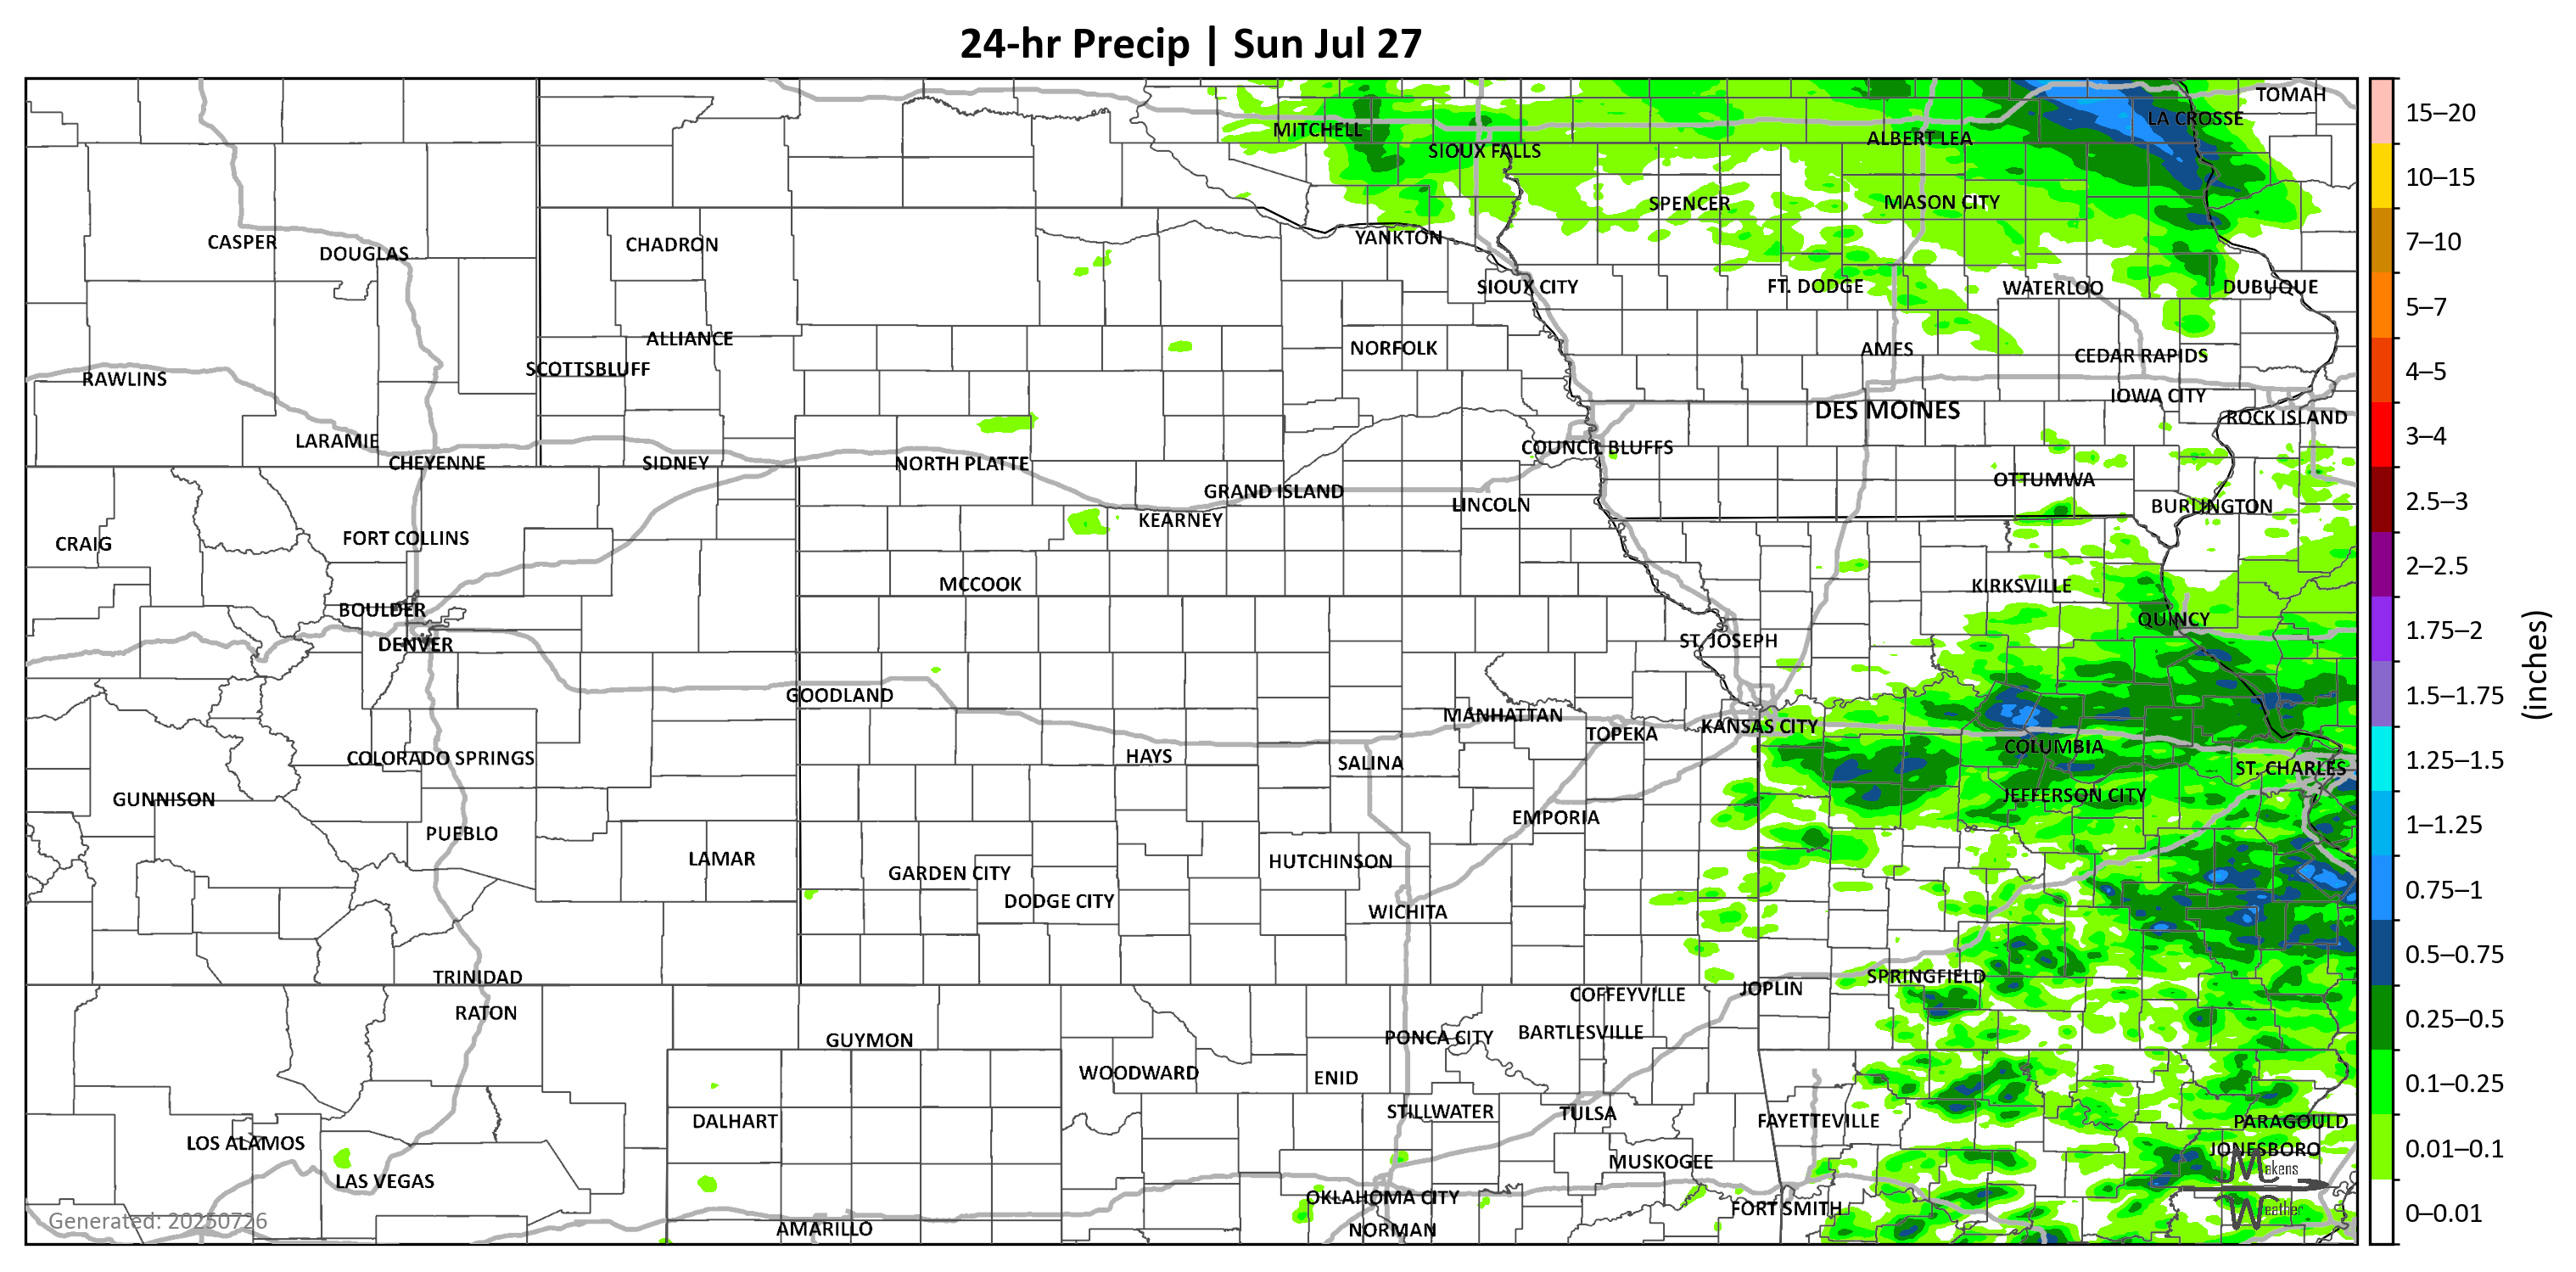 24-hr Precip | Sun Jul 27
TOMAH
15–20
LA CROSSE
MITCHELL
ALBERT LEA
SIOUX FALLS
10–15
SPENCER
MASON CITY
CASPER
DOUGLAS
CHADRON
YANKTON
7–10
SIOUX CITY
FT. DODGE
WATERLOO
DUBUQUE
5–7
ALLIANCE
NORFOLK
AMES
CEDAR RAPIDS
SCOTTSBLUFF
RAWLINS
4–5
IOWA CITY
DES MOINES
ROCK ISLAND
LARAMIE
COUNCIL BLUFFS
3–4
CHEYENNE
SIDNEY
NORTH PLATTE
OTTUMWA
GRAND ISLAND
LINCOLN
BURLINGTON
2.5–3
KEARNEY
CRAIG
FORT COLLINS
2–2.5
MCCOOK
KIRKSVILLE
BOULDER
QUINCY
DENVER
ST. JOSEPH
1.75–2
(inches)
GOODLAND
1.5–1.75
MANHATTAN
KANSAS CITY
TOPEKA
COLUMBIA
COLORADO SPRINGS
HAYS
SALINA
ST. CHARLES
1.25–1.5
GUNNISON
JEFFERSON CITY
EMPORIA
1–1.25
PUEBLO
LAMAR
GARDEN CITY
HUTCHINSON
0.75–1
DODGE CITY
WICHITA
0.5–0.75
TRINIDAD
SPRINGFIELD
JOPLIN
COFFEYVILLE
RATON
0.25–0.5
GUYMON
PONCA CITY
BARTLESVILLE
WOODWARD
ENID
0.1–0.25
DALHART
STILLWATER
TULSA
FAYETTEVILLE
PARAGOULD
LOS ALAMOS
JONESBORO
0.01–0.1
MUSKOGEE
Makens
LAS VEGAS
OKLAHOMA CITY
FORT SMITH
Weather
0–0.01
Generated: 20250726
AMARILLO
NORMAN